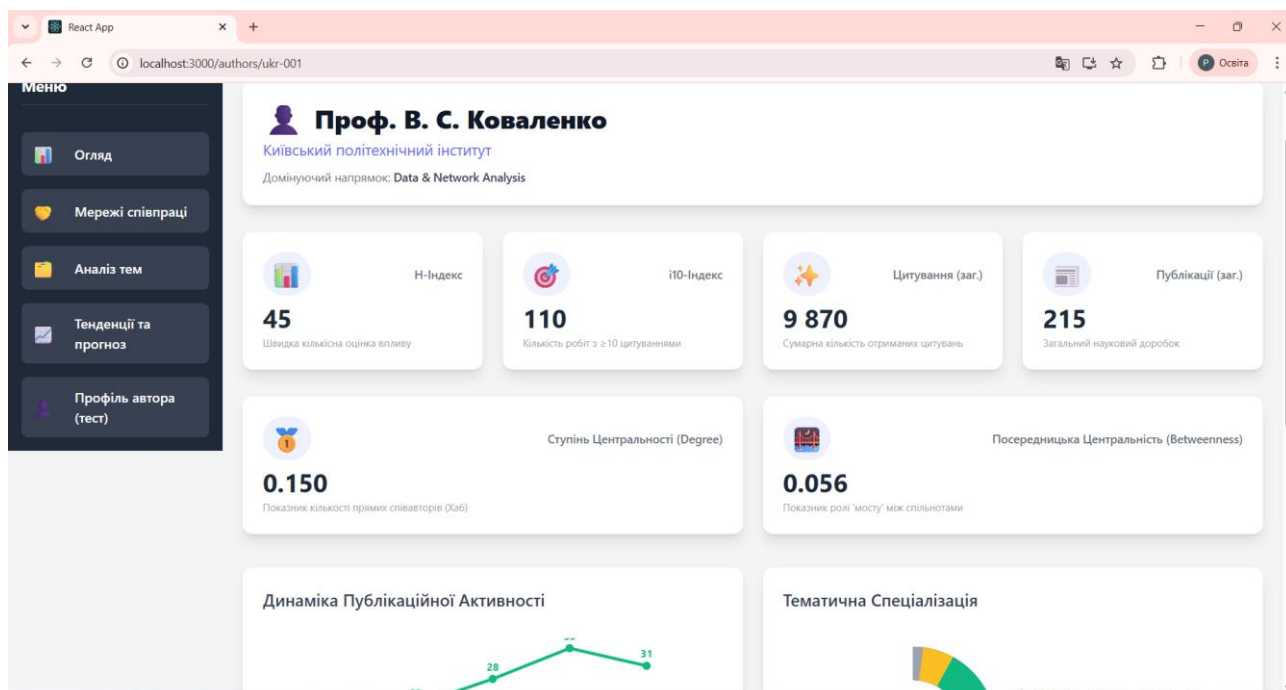 React App
localhost:3000/authors/ukr-001
P Освіта
Меню
Огляд
Мережі співпраці
Аналіз тем
Тенденції та
прогноз
Профіль автора
(тест)
Проф. В. С. Коваленко
Київський політехнічний інститут
Домінуючий напрямок: Data & Network Analysis
H-Індекс
45
Швидка кількісна оцінка впливу
i10-Індекс
110
Кількість робіт з ≥10 цитуваннями
Цитування (заг.)
9 870
Сумарна кількість отриманих цитувань
Публікації (заг.)
215
Загальний науковий доробок
1
Ступінь Центральності (Degree)
0.150
Показник кількості прямих співавторів (Хаб)
Посередницька Центральність (Betweenness)
0.056
Показник ролі 'мосту' між спільнотами
Динаміка Публікаційної Активності
28
31
Тематична Спеціалізація